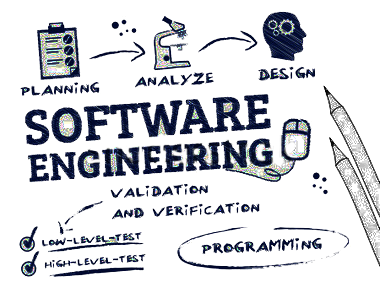 PLANNING
ANALYZE
DESIGN
SOFTWARE
ENGINEERING
VALIDATION
AND VERIFICATION
LOW-LEVEL-TEST
HIGH-LEVEL-TEST
PROGRAMMING